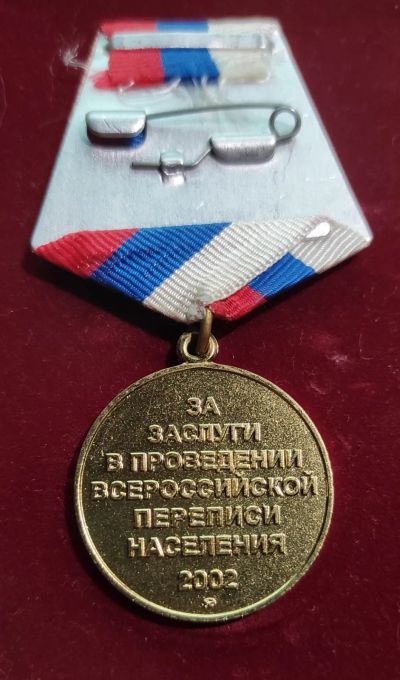 ЗА
ЗАСЛУГИ
В ПРОВЕДЕНИИ
ВСЕРОССИЙСКОЙ
ПЕРЕПИСИ
НАСЕЛЕНИЯ
2002